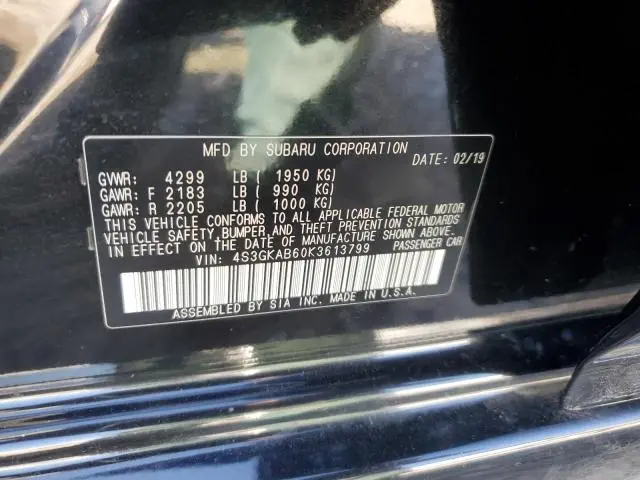 MFD BY SUBARU CORPORATION
DATE: 02/19
GVWR: 4299 LB ( 1950 KG)
GAWR: F 2183 LB ( 990 KG)
GAWR: R 2205 LB ( 1000 KG)
THIS VEHICLE CONFORMS TO ALL APPLICABLE FEDERAL MOTOR
VEHICLE SAFETY, BUMPER, AND THEFT PREVENTION STANDARDS
IN EFFECT ON THE DATE OF MANUFACTURE SHOWN ABOVE.
VIN: 4S3GKAB60K3613799 PASSENGER CAR
ASSEMBLED BY SIA INC. MADE IN U.S.A.